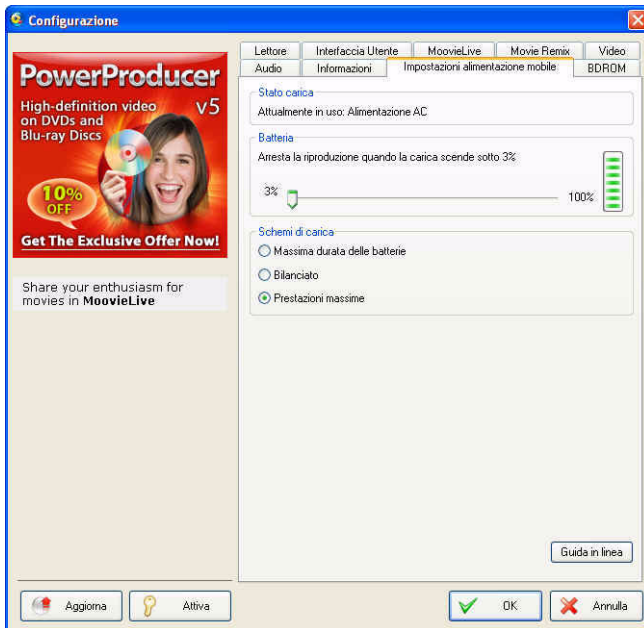 Configurazione
Lettore Interfaccia Utente MoovieLive Movie Remix Video
Audio Informazioni Impostazioni alimentazione mobile BDROM
PowerProducer
v5
High-definition video
on DVDs and
Blu-ray Discs
10%
OFF
Get The Exclusive Offer Now!
Share your enthusiasm for
movies in MoovieLive
Stato carica
Attualmente in uso: Alimentazione AC
Batteria
Arresta la riproduzione quando la carica scende sotto 3%
3% 100%
Schemi di carica
Massima durata delle batterie
Bilanciato
Prestazioni massime
Guida in linea
Aggiorna Attiva OK Annulla